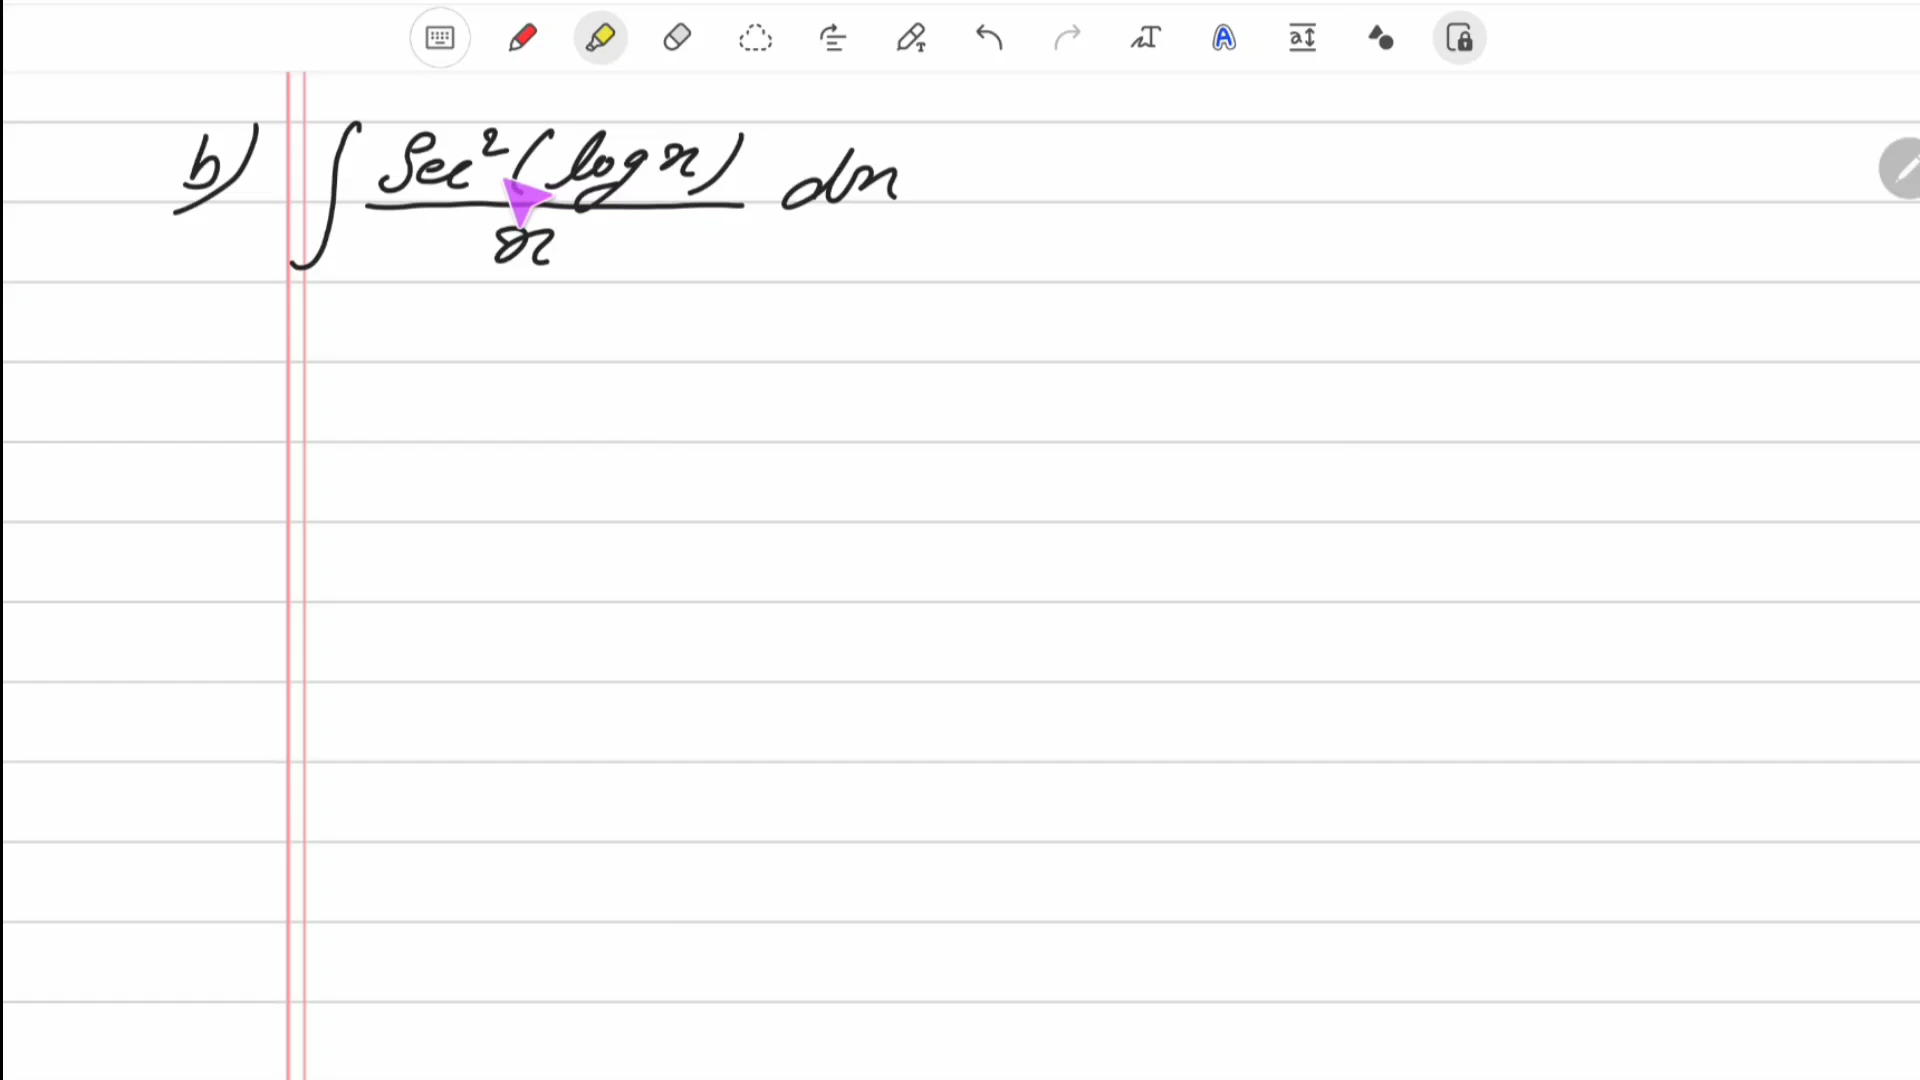 b) ∫ Sec²(log x) / x dx